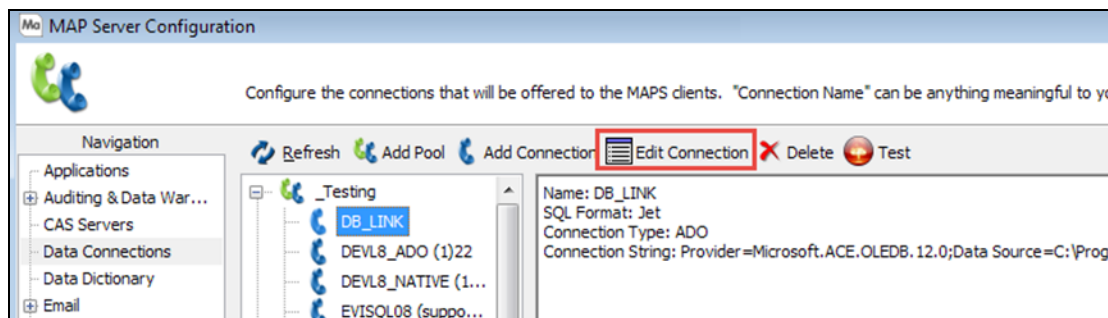 Ma MAP Server Configuration
Configure the connections that will be offered to the MAPS clients. "Connection Name" can be anything meaningful to yo
Navigation
Refresh Add Pool Add Connection Edit Connection Delete Test
Applications
Auditing & Data War...
CAS Servers
Data Connections
Data Dictionary
Email
_Testing
DB_LINK
DEVL8_ADO (1)22
DEVL8_NATIVE (1...
EVISQL08 (suppo...
Name: DB_LINK
SQL Format: Jet
Connection Type: ADO
Connection String: Provider=Microsoft.ACE.OLEDB.12.0;Data Source=C:\Prog